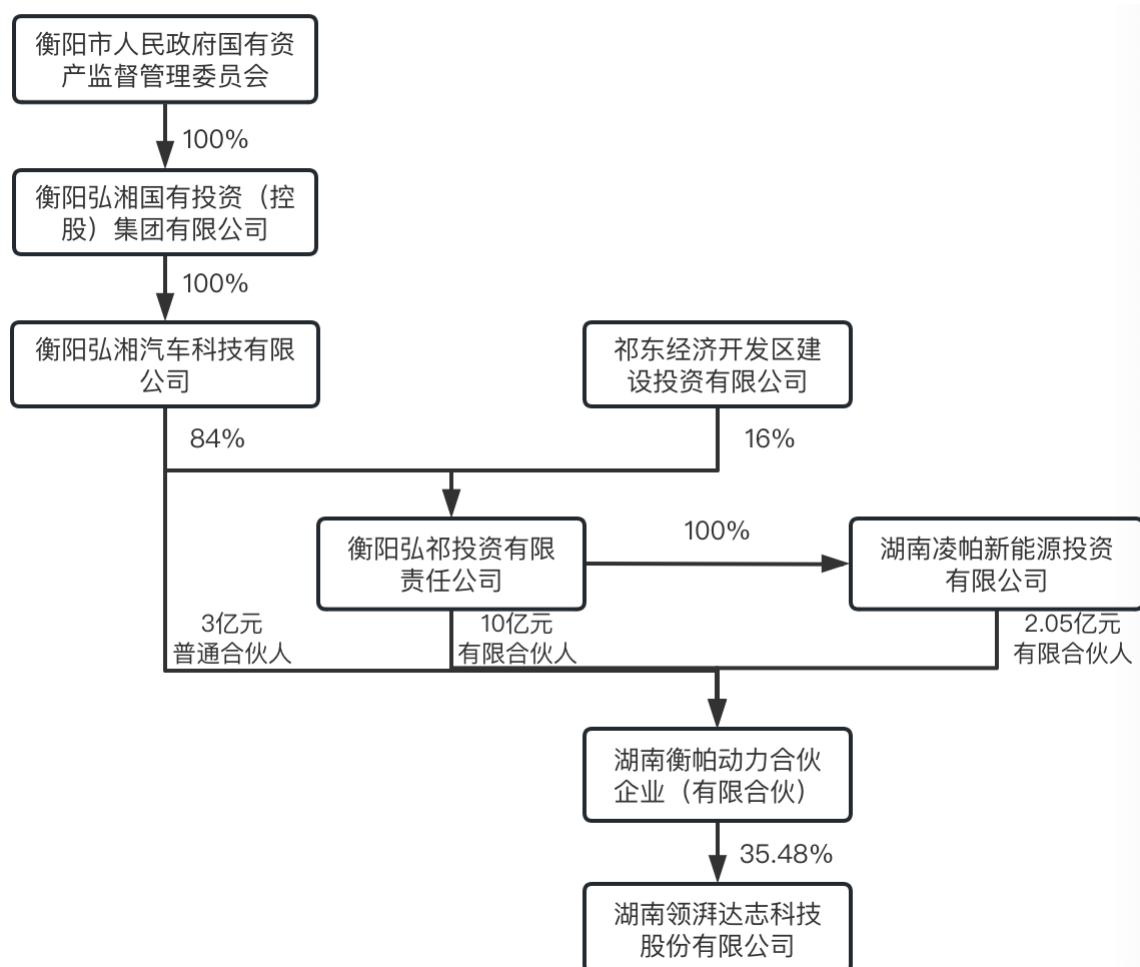 衡阳市人民政府国有资
产监督管理委员会
100%
衡阳弘湘国有投资（控
股）集团有限公司
100%
衡阳弘湘汽车科技有限
公司
祁东经济开发区建
设投资有限公司
84%
16%
衡阳弘祁投资有限
责任公司
100%
湖南凌帕新能源投资
有限公司
3亿元
普通合伙人
10亿元
有限合伙人
2.05亿元
有限合伙人
湖南衡帕动力合伙
企业（有限合伙）
35.48%
湖南领湃达志科技
股份有限公司